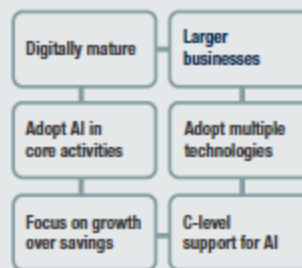 Digitally mature
Larger
businesses
Adopt AI in
core activities
Adopt multiple
technologies
Focus on growth
over savings
C-level
support for AI